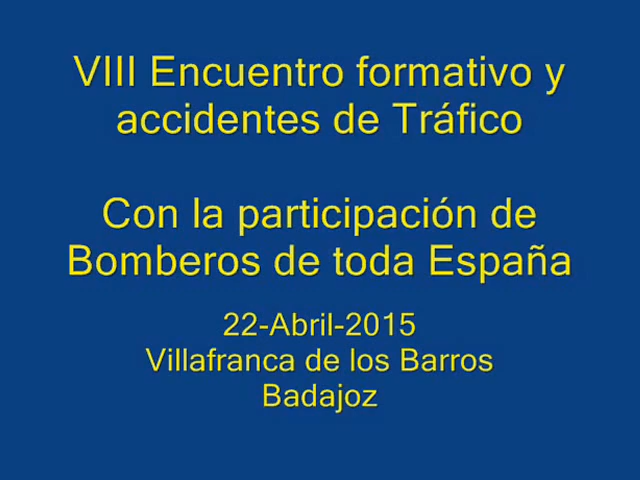 VIII Encuentro formativo y
accidentes de Tráfico
Con la participación de
Bomberos de toda España
22-Abril-2015
Villafranca de los Barros
Badajoz